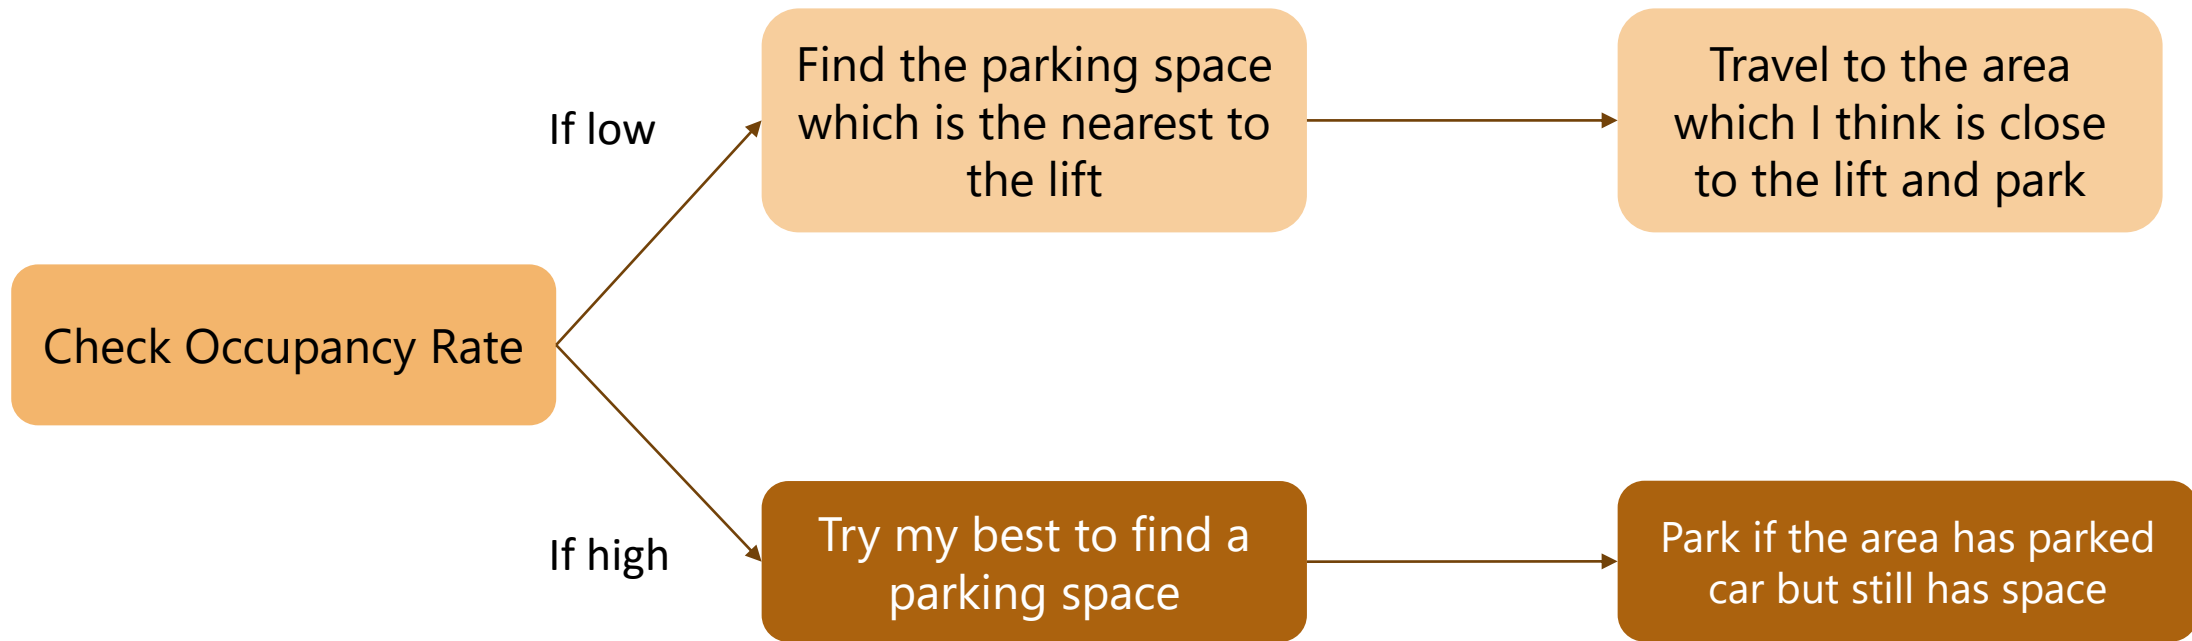 Find the parking space
which is the nearest to
the lift
Travel to the area
which I think is close
to the lift and park
If low
Check Occupancy Rate
If high
Try my best to find a
parking space
Park if the area has parked
car but still has space